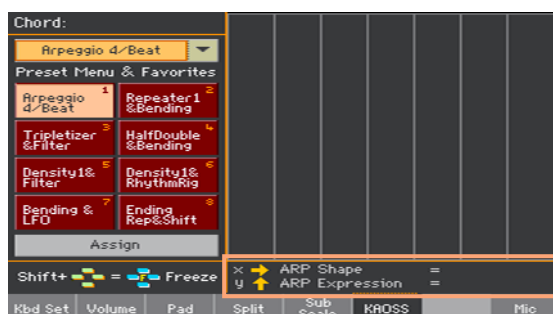 Chord:
Arpeggio 4/Beat
Preset Menu & Favorites
Arpeggio 4/Beat 1
Repeater1 &Bending 2
Tripletizer &Filter 3
HalfDouble &Bending 4
Density1& Filter 5
Density1& RhythmRig 6
Bending & LFO 7
Ending Rep&Shift 8
Assign
Shift+ = F Freeze
x ARP Shape =
y ARP Expression =
Kbd Set Volume Pad Split Sub Scale KAOSS Mic